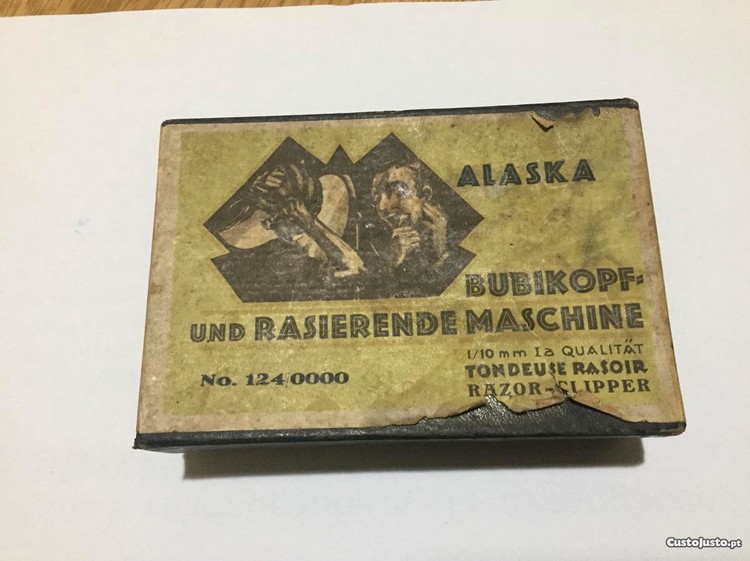 ALASKA
BUBIKOPF-
UND RASIERENDE MASCHINE
1/10 mm Ia QUALITÄT
No. 124/0000
TONDEUSE RASOIR
RAZOR-CLIPPER
CustoJusto.pt